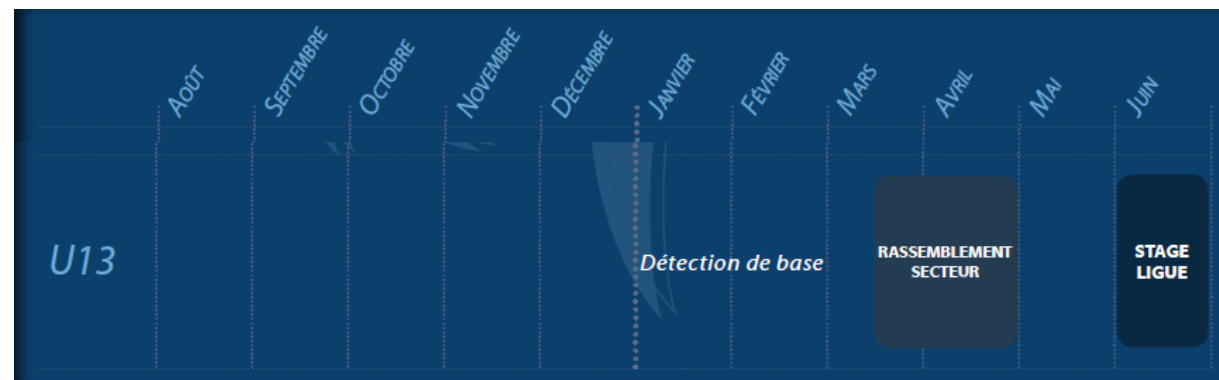 AOÛT
SEPTEMBRE
OCTOBRE
NOVEMBRE
DÉCEMBRE
JANVIER
FÉVRIER
MARS
AVRIL
MAI
JUIN
U13
Détection de base
RASSEMBLEMENT
SECTEUR
STAGE
LIGUE